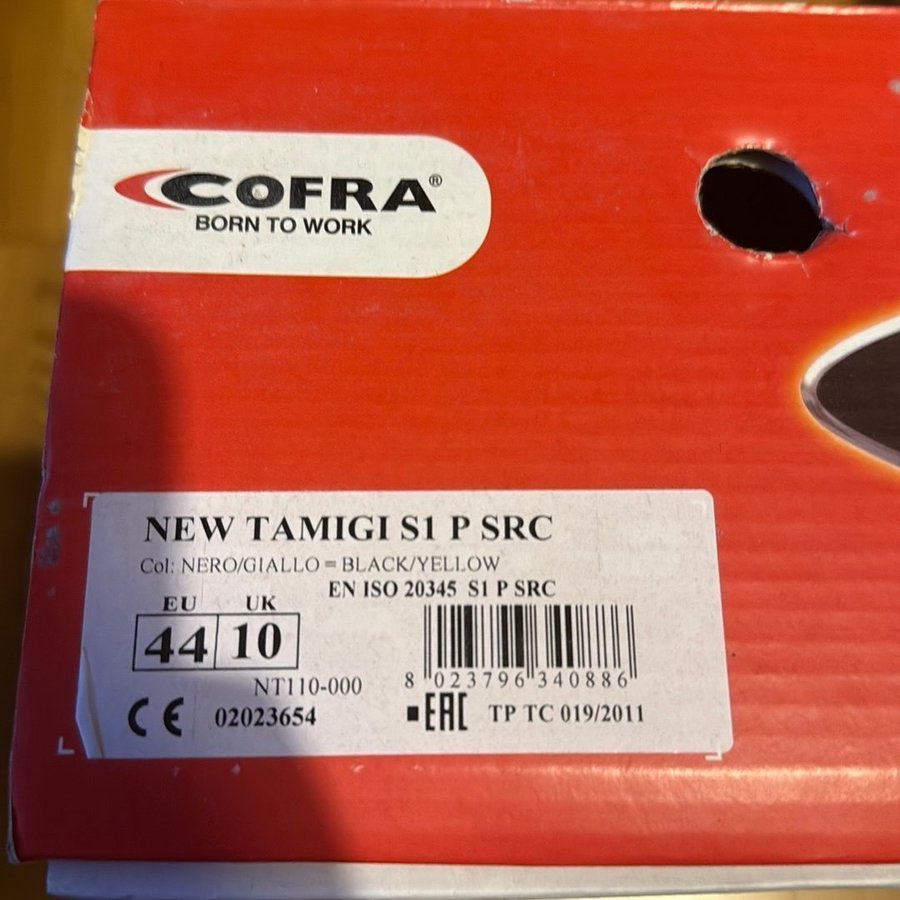 COFRA®
BORN TO WORK
NEW TAMIGI S1 P SRC
Col: NERO/GIALLO = BLACK/YELLOW
EN ISO 20345 S1 P SRC
EU UK
44 10
NT110-000
8 023796 340886
CE 02023654
EAC TP TC 019/2011